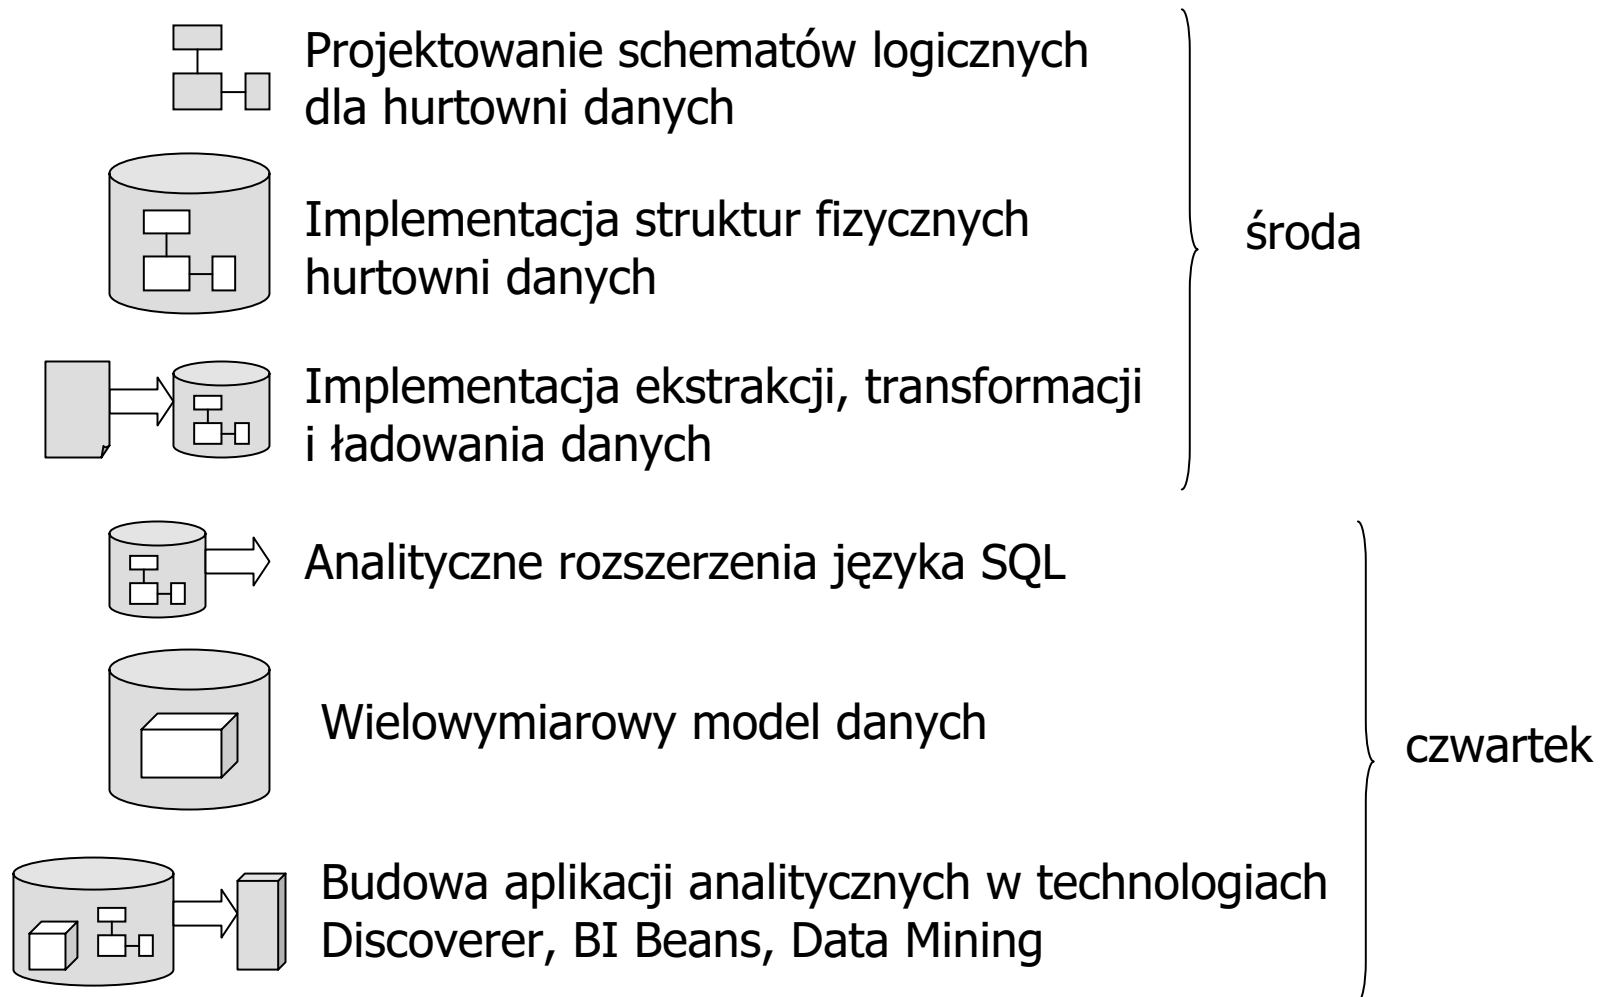 Projektowanie schematów logicznych
dla hurtowni danych
Implementacja struktur fizycznych
hurtowni danych
środa
Implementacja ekstrakcji, transformacji
i ładowania danych
Analityczne rozszerzenia języka SQL
Wielowymiarowy model danych
czwartek
Budowa aplikacji analitycznych w technologiach
Discoverer, BI Beans, Data Mining